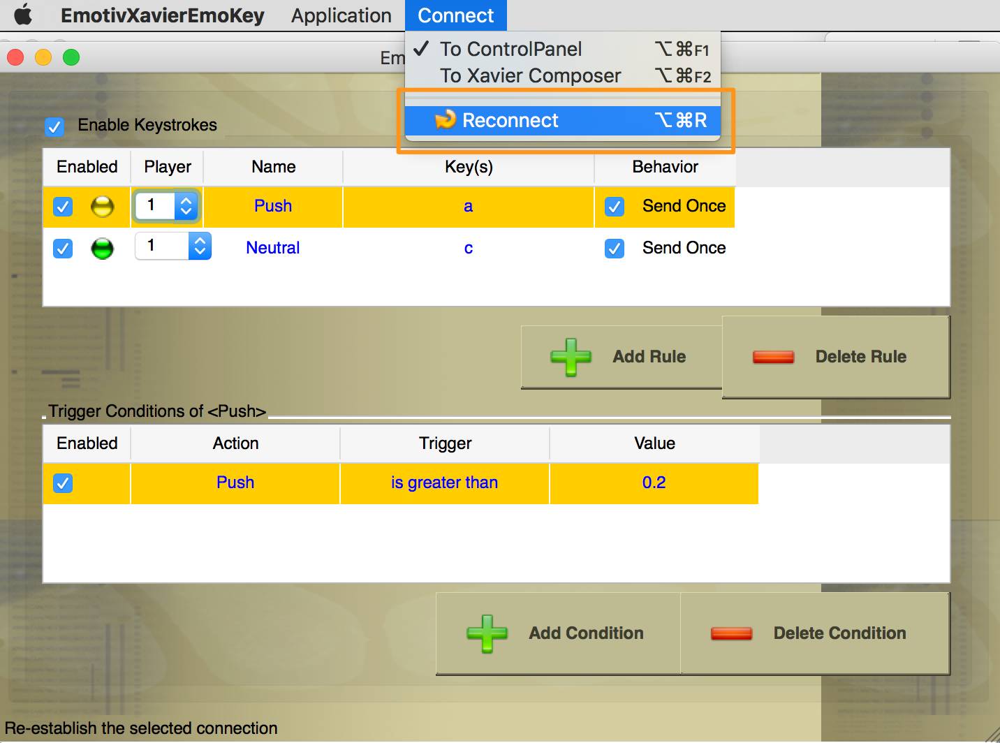 EmotivXavierEmoKey Application Connect
Em
✓ To ControlPanel ⌥⌘F1
To Xavier Composer ⌥⌘F2
Reconnect ⌥⌘R
Enable Keystrokes
Enabled Player Name Key(s) Behavior
1 Push a Send Once
1 Neutral c Send Once
Add Rule Delete Rule
Trigger Conditions of <Push>
Enabled Action Trigger Value
Push is greater than 0.2
Add Condition Delete Condition
Re-establish the selected connection